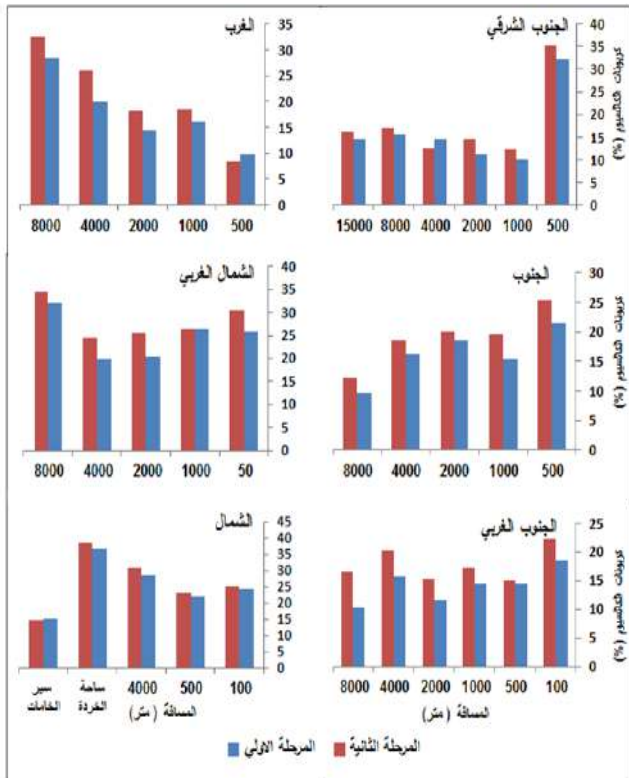 الجنوب الشرقي
كربونات الكالسيوم (%)
40
35
30
25
20
15
10
5
0
500 1000 2000 4000 8000 15000
الغرب
35
30
25
20
15
10
5
0
500 1000 2000 4000 8000
الجنوب
كربونات الكالسيوم (%)
30
25
20
15
10
5
0
500 1000 2000 4000 8000
الشمال الغربي
40
35
30
25
20
15
10
5
0
50 1000 2000 4000 8000
الجنوب الغربي
كربونات الكالسيوم (%)
25
20
15
10
5
0
100 500 1000 2000 4000 8000
المسافة ( متر)
الشمال
45
40
35
30
25
20
15
10
5
0
100 500 4000 ساحة الخردة سير الخامات
المسافة ( متر)
المرحلة الثانية المرحلة الاولي